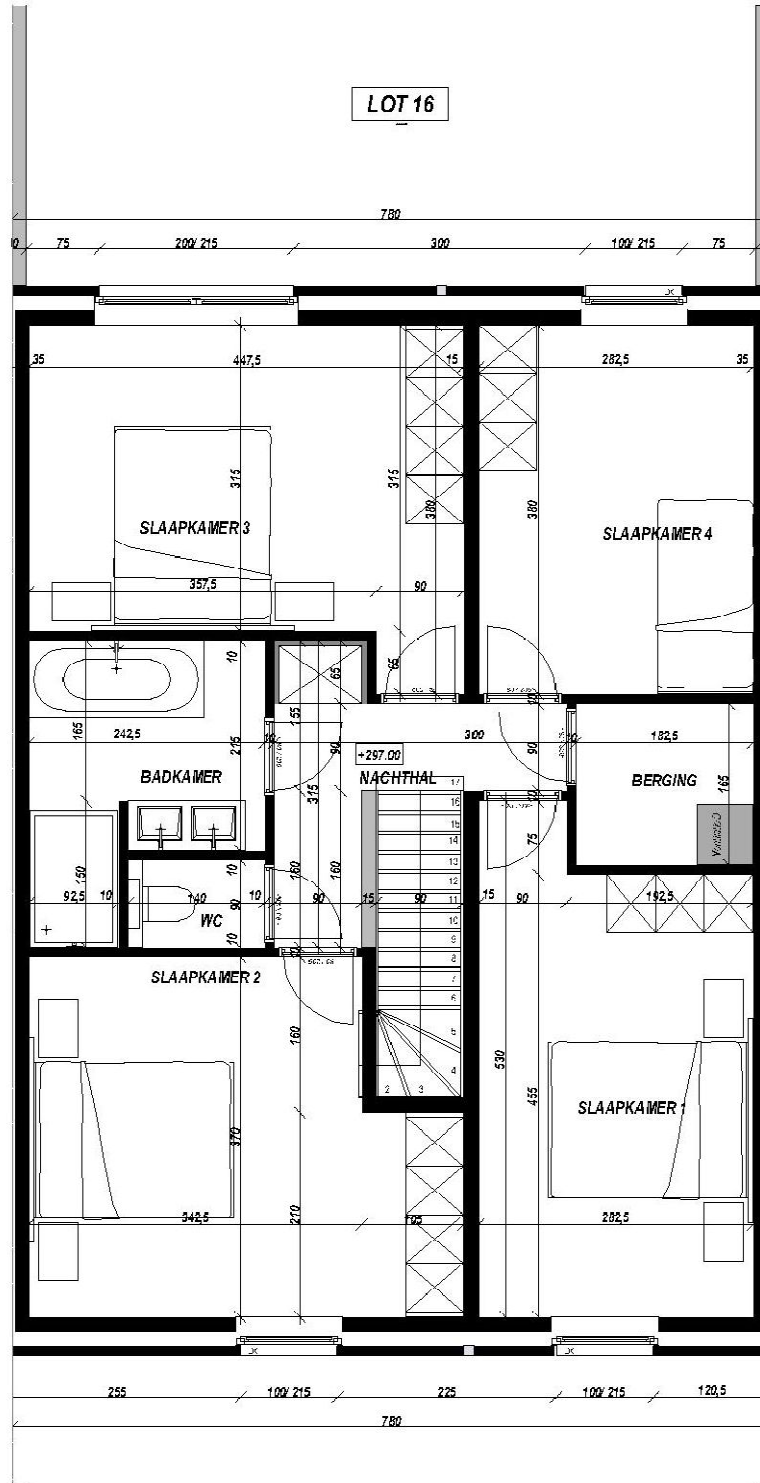 LOT 16
780
75 200/ 215 300 100/ 215 75
35 447,5 15 282,5 35
315 315 380 380
SLAAPKAMER 3 SLAAPKAMER 4
357,5 90
10 65 65
165 155
242,5 215 90 300 90 182,5
+297.00
BADKAMER NACHTHAL BERGING
315 165
17
16
15
14
13
12
11
10
9
8
7
6
5
4
3
2
75
150 10 160 160
92,5 10 140 10 90 15 90 15 90 192,5
90
WC
10
SLAAPKAMER 2
160 530 455
SLAAPKAMER 1
370
210
342,5 105 282,5
255 100/ 215 225 100/ 215 120,5
780